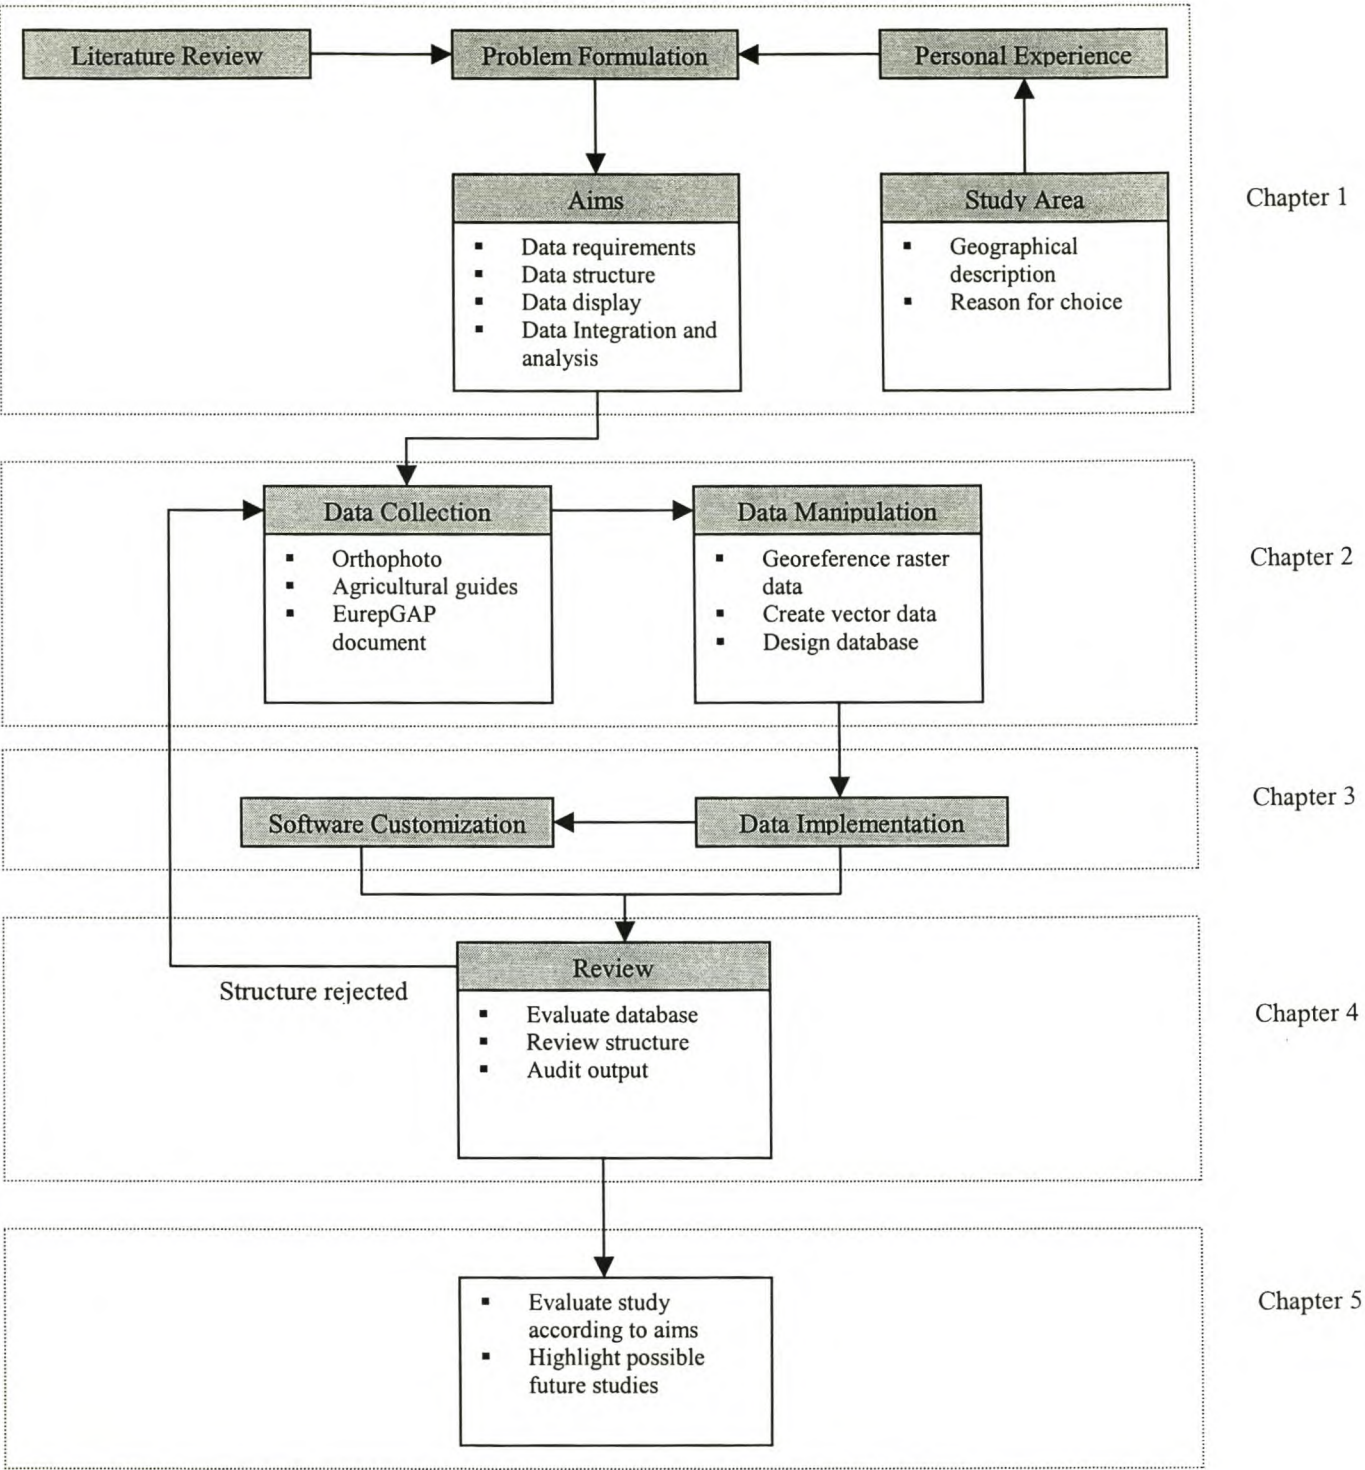 Literature Review
Problem Formulation
Personal Experience
Aims
▪ Data requirements
▪ Data structure
▪ Data display
▪ Data Integration and
analysis
Study Area
▪ Geographical
description
▪ Reason for choice
Chapter 1
Data Collection
▪ Orthophoto
▪ Agricultural guides
▪ EurepGAP
document
Data Manipulation
▪ Georeference raster
data
▪ Create vector data
▪ Design database
Chapter 2
Software Customization
Data Implementation
Chapter 3
Review
▪ Evaluate database
▪ Review structure
▪ Audit output
Structure rejected
Chapter 4
▪ Evaluate study
according to aims
▪ Highlight possible
future studies
Chapter 5